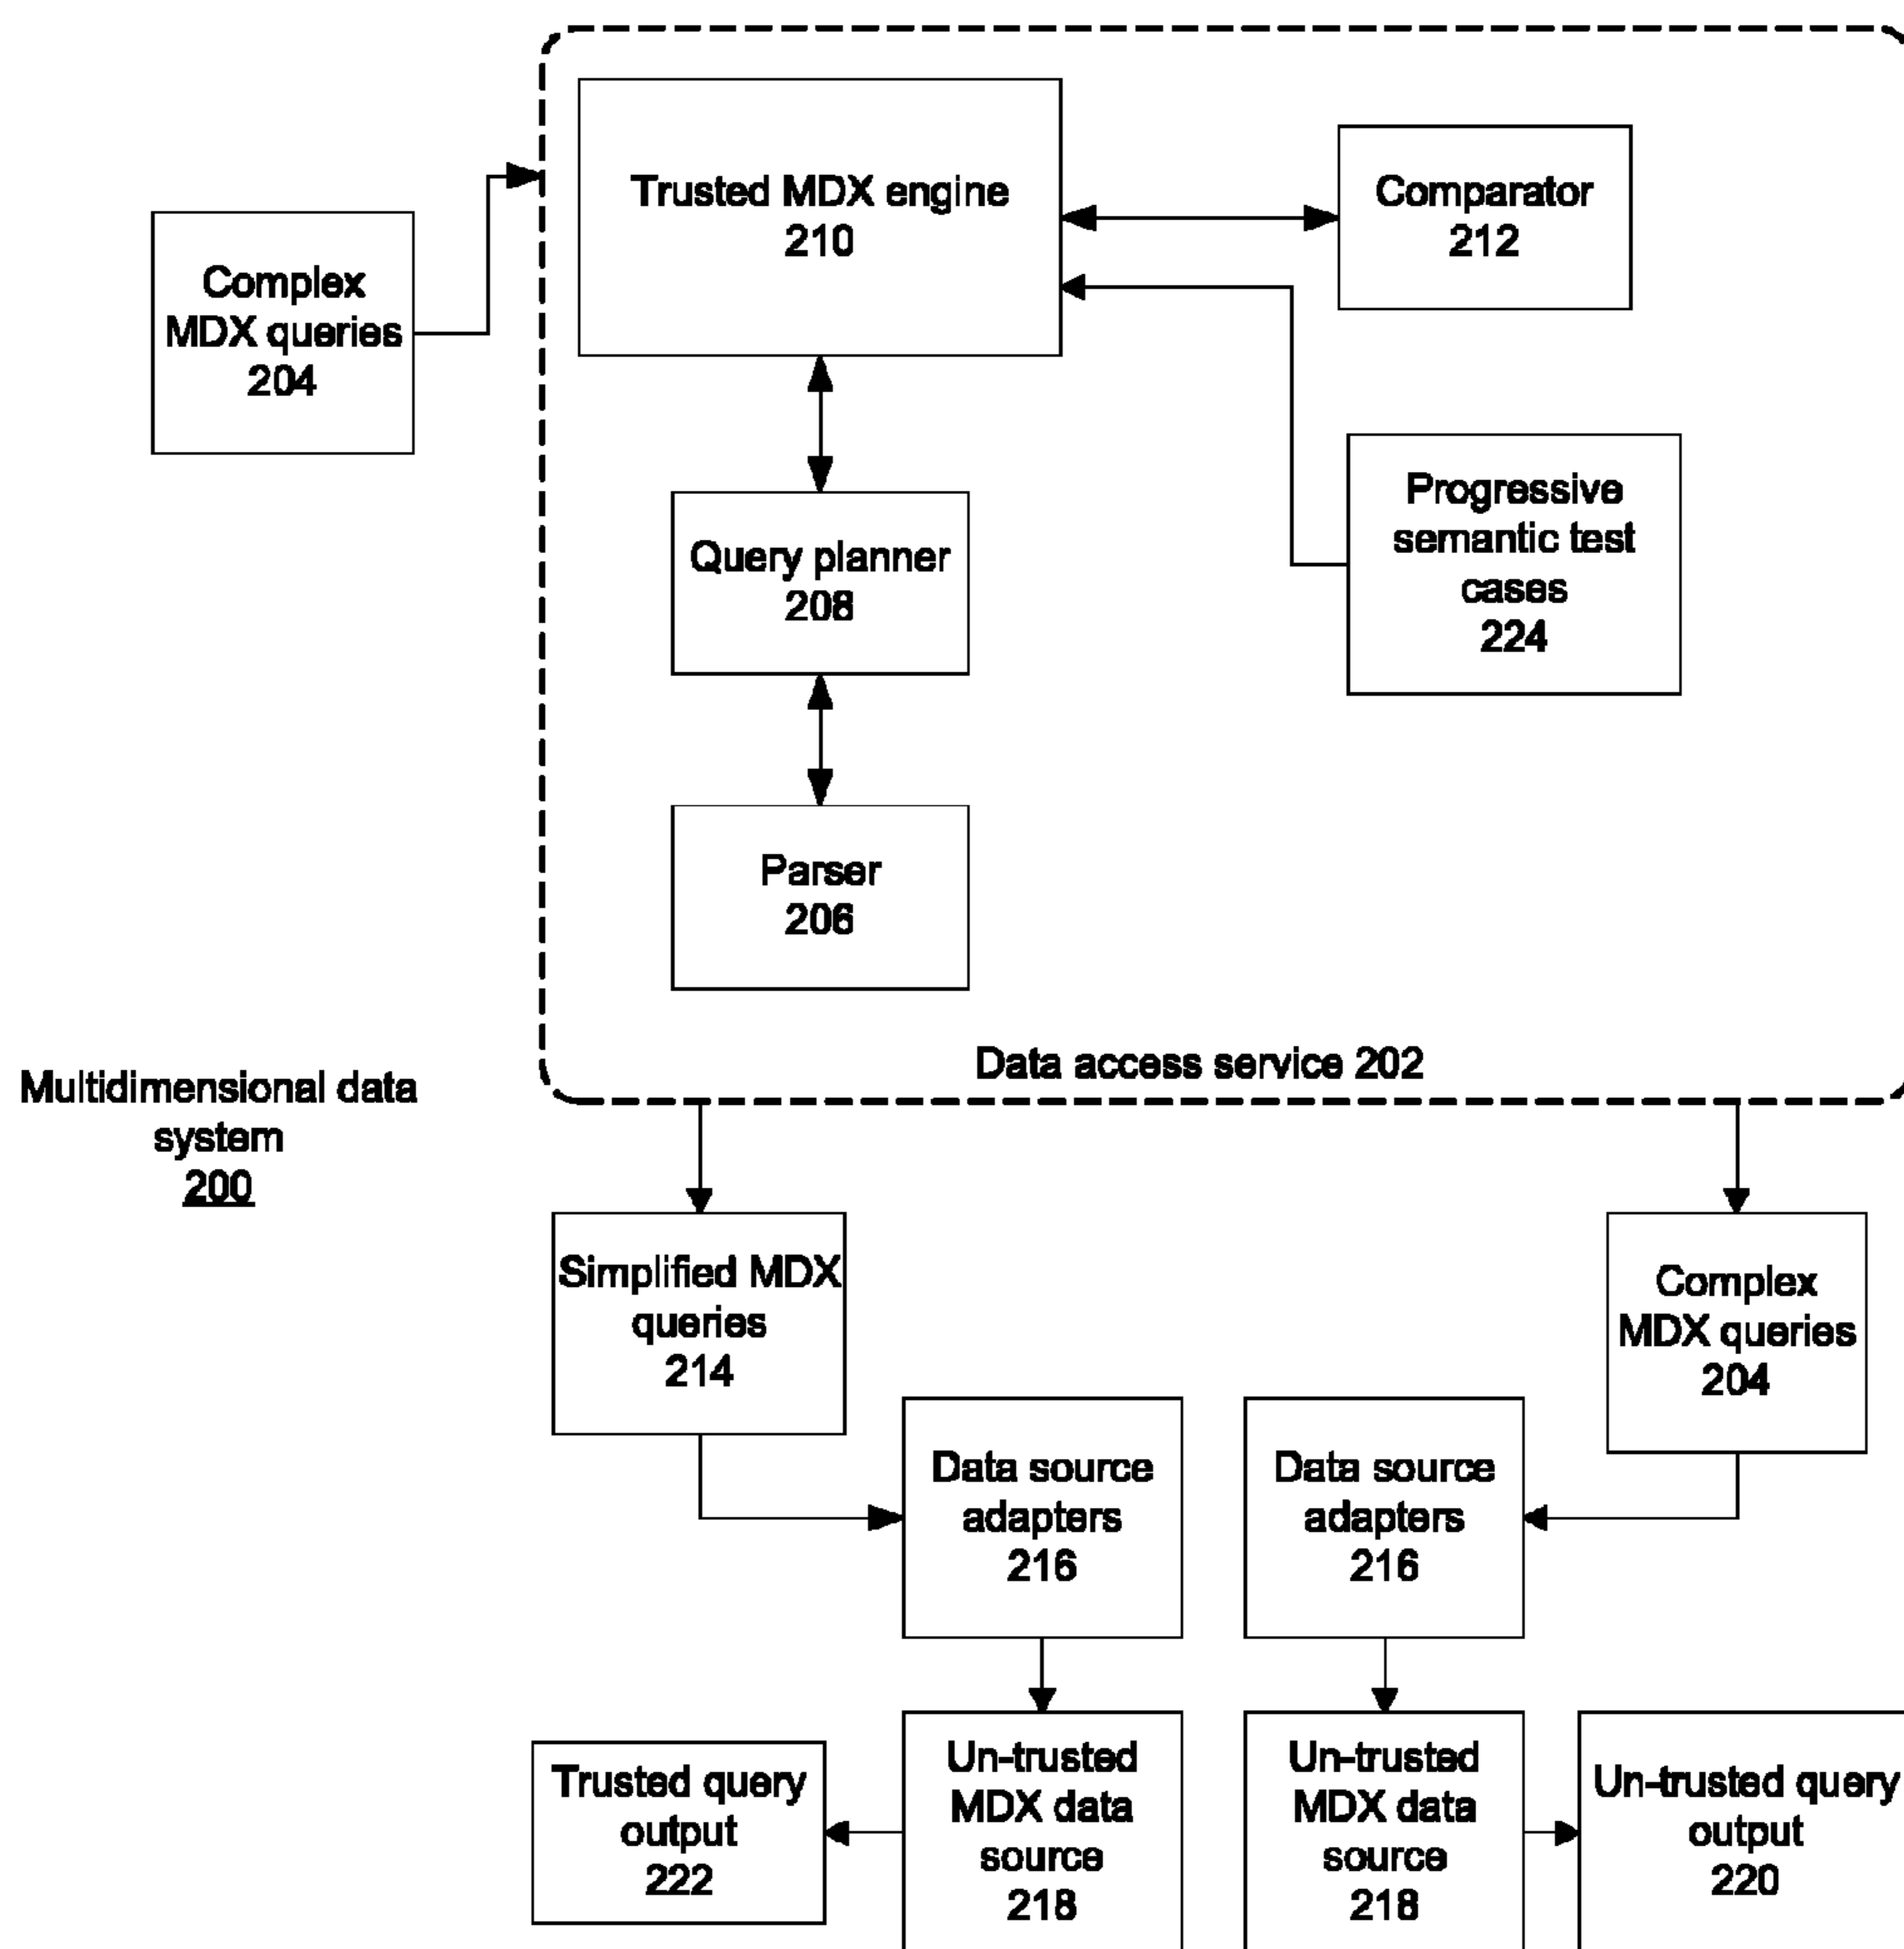 Trusted MDX engine
210
Comparator
212
Complex
MDX queries
204
Progressive
semantic test
cases
224
Query planner
208
Parser
206
Data access service 202
Multidimensional data
system
200
Simplified MDX
queries
214
Complex
MDX queries
204
Data source
adapters
216
Data source
adapters
216
Trusted query
output
222
Un-trusted
MDX data
source
218
Un-trusted
MDX data
source
218
Un-trusted query
output
220